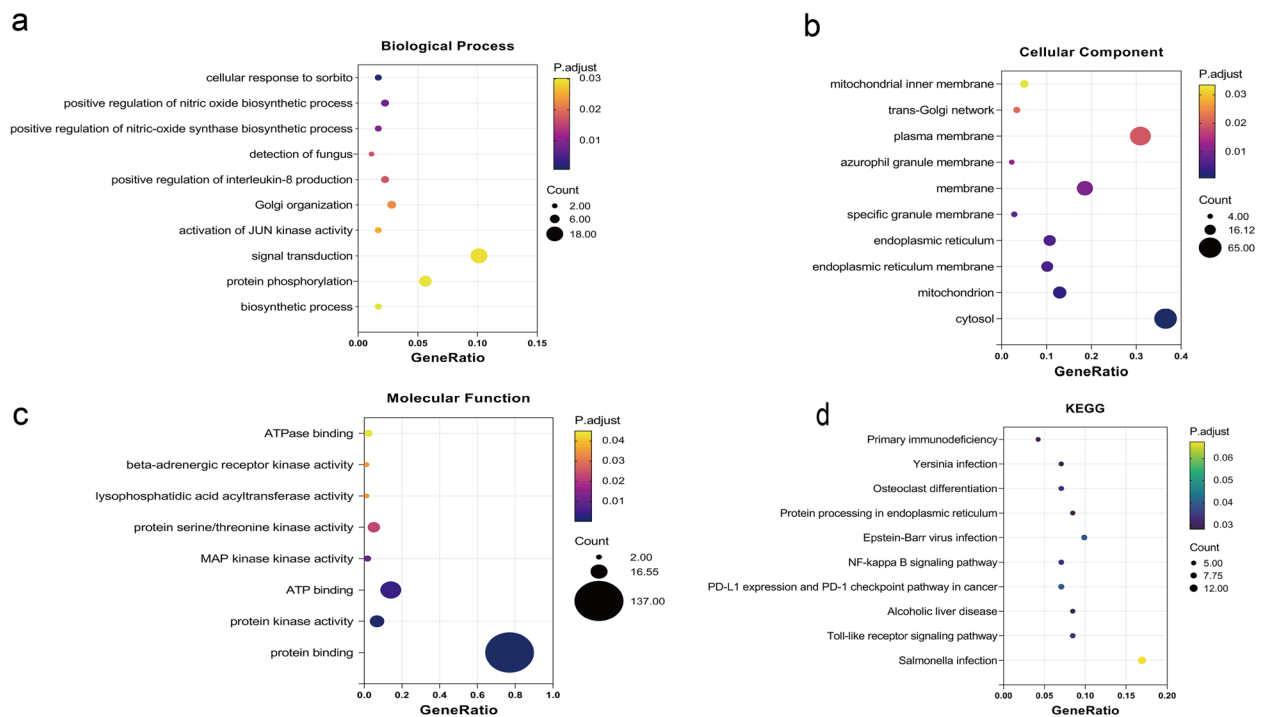 a
Biological Process
cellular response to sorbito
positive regulation of nitric oxide biosynthetic process
positive regulation of nitric-oxide synthase biosynthetic process
detection of fungus
positive regulation of interleukin-8 production
Golgi organization
activation of JUN kinase activity
signal transduction
protein phosphorylation
biosynthetic process
0.00 0.05 0.10 0.15
GeneRatio
P.adjust
0.03
0.02
0.01
Count
2.00
6.00
18.00
b
Cellular Component
mitochondrial inner membrane
trans-Golgi network
plasma membrane
azurophil granule membrane
membrane
specific granule membrane
endoplasmic reticulum
endoplasmic reticulum membrane
mitochondrion
cytosol
0.0 0.1 0.2 0.3 0.4
GeneRatio
P.adjust
0.03
0.02
0.01
Count
4.00
16.12
65.00
c
Molecular Function
ATPase binding
beta-adrenergic receptor kinase activity
lysophosphatidic acid acyltransferase activity
protein serine/threonine kinase activity
MAP kinase kinase activity
ATP binding
protein kinase activity
protein binding
0.0 0.2 0.4 0.6 0.8 1.0
GeneRatio
P.adjust
0.04
0.03
0.02
0.01
Count
2.00
16.55
137.00
d
KEGG
Primary immunodeficiency
Yersinia infection
Osteoclast differentiation
Protein processing in endoplasmic reticulum
Epstein-Barr virus infection
NF-kappa B signaling pathway
PD-L1 expression and PD-1 checkpoint pathway in cancer
Alcoholic liver disease
Toll-like receptor signaling pathway
Salmonella infection
0.00 0.05 0.10 0.15 0.20
GeneRatio
P.adjust
0.06
0.05
0.04
0.03
Count
5.00
7.75
12.00